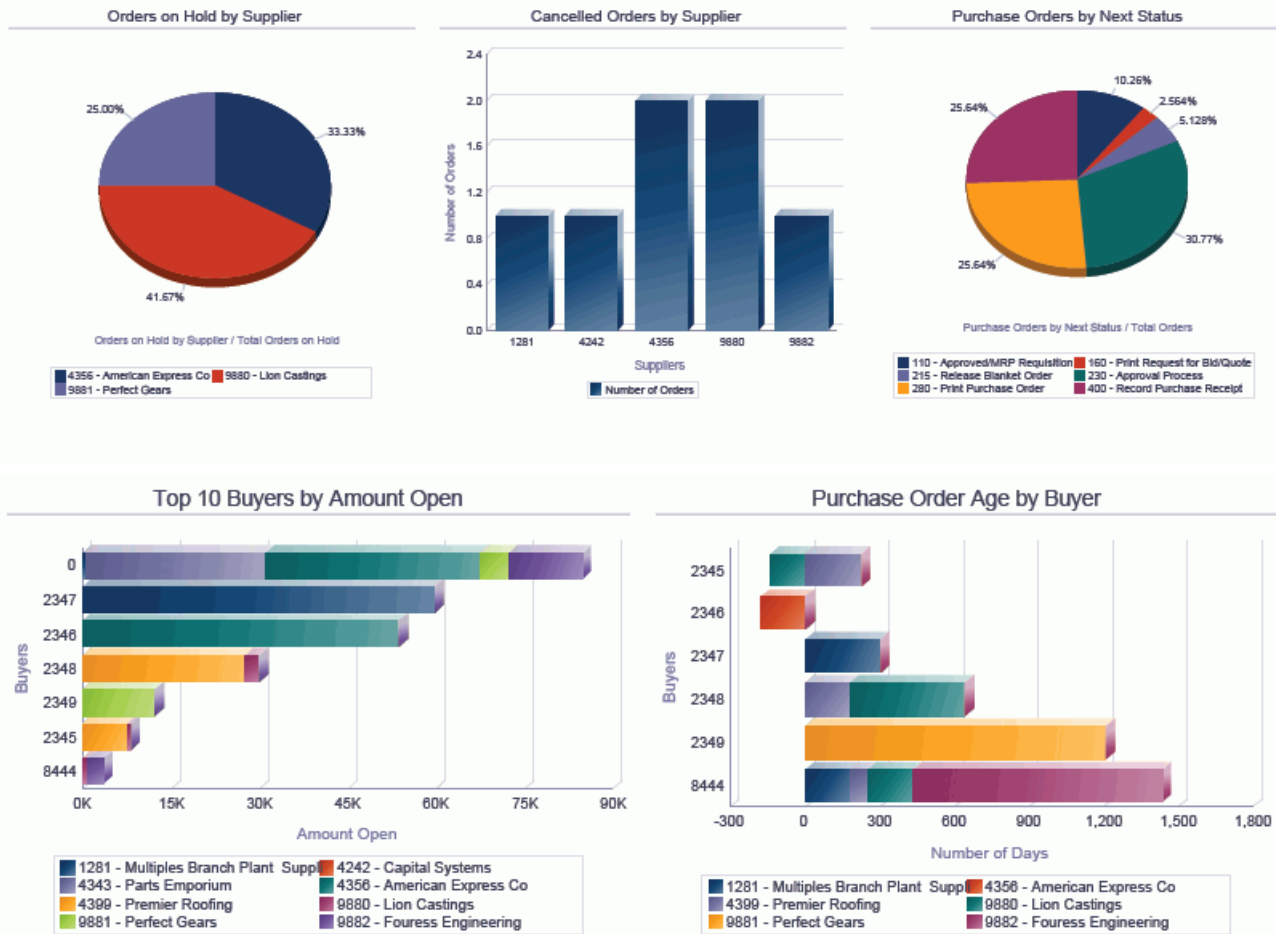 Orders on Hold by Supplier
25.00%
33.33%
41.67%
Orders on Hold by Supplier / Total Orders on Hold
4356 - American Express Co 9880 - Lion Castings
9881 - Perfect Gears
Cancelled Orders by Supplier
Number of Orders
2.4
2.0
1.6
1.2
0.8
0.4
0.0
1281 4242 4356 9880 9882
Suppliers
Number of Orders
Purchase Orders by Next Status
10.26%
2.564%
5.128%
25.64%
30.77%
25.64%
Purchase Orders by Next Status / Total Orders
110 - Approved/MRP Requisition 160 - Print Request for Bid/Quote
215 - Release Blanket Order 230 - Approval Process
280 - Print Purchase Order 400 - Record Purchase Receipt
Top 10 Buyers by Amount Open
Buyers
0
2347
2346
2348
2349
2345
8444
0K 15K 30K 45K 60K 75K 90K
Amount Open
1281 - Multiples Branch Plant Suppl 4242 - Capital Systems
4343 - Parts Emporium 4356 - American Express Co
4399 - Premier Roofing 9880 - Lion Castings
9881 - Perfect Gears 9882 - Fouress Engineering
Purchase Order Age by Buyer
Buyers
2345
2346
2347
2348
2349
8444
-300 0 300 600 900 1,200 1,500 1,800
Number of Days
1281 - Multiples Branch Plant Suppl 4356 - American Express Co
4399 - Premier Roofing 9880 - Lion Castings
9881 - Perfect Gears 9882 - Fouress Engineering